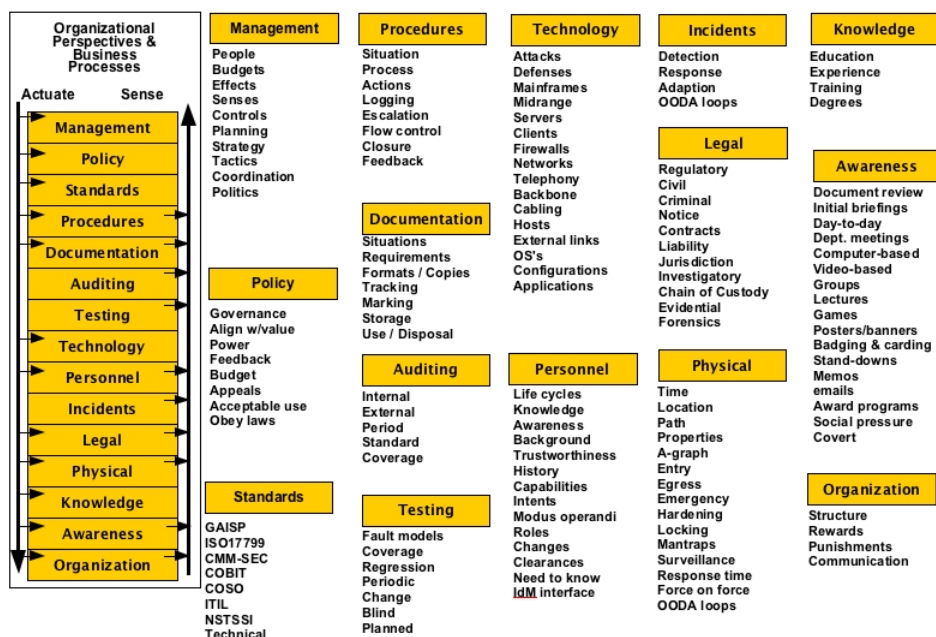 Organizational
Perspectives &
Business
Processes
Actuate Sense
Management
Policy
Standards
Procedures
Documentation
Auditing
Testing
Technology
Personnel
Incidents
Legal
Physical
Knowledge
Awareness
Organization
Management
People
Budgets
Effects
Senses
Controls
Planning
Strategy
Tactics
Coordination
Politics
Policy
Governance
Align w/value
Power
Feedback
Budget
Appeals
Acceptable use
Obey laws
Standards
GAISP
ISO17799
CMM-SEC
COBIT
COSO
ITIL
NSTSSI
Technical
Procedures
Situation
Process
Actions
Logging
Escalation
Flow control
Closure
Feedback
Documentation
Situations
Requirements
Formats / Copies
Tracking
Marking
Storage
Use / Disposal
Auditing
Internal
External
Period
Standard
Coverage
Testing
Fault models
Coverage
Regression
Periodic
Change
Blind
Planned
Technology
Attacks
Defenses
Mainframes
Midrange
Servers
Clients
Firewalls
Networks
Telephony
Backbone
Cabling
Hosts
External links
OS's
Configurations
Applications
Personnel
Life cycles
Knowledge
Awareness
Background
Trustworthiness
History
Capabilities
Intents
Modus operandi
Roles
Changes
Clearances
Need to know
IdM interface
Incidents
Detection
Response
Adaption
OODA loops
Legal
Regulatory
Civil
Criminal
Notice
Contracts
Liability
Jurisdiction
Investigatory
Chain of Custody
Evidential
Forensics
Physical
Time
Location
Path
Properties
A-graph
Entry
Egress
Emergency
Hardening
Locking
Mantraps
Surveillance
Response time
Force on force
OODA loops
Knowledge
Education
Experience
Training
Degrees
Awareness
Document review
Initial briefings
Day-to-day
Dept. meetings
Computer-based
Video-based
Groups
Lectures
Games
Posters/banners
Badging & carding
Stand-downs
Memos
emails
Award programs
Social pressure
Covert
Organization
Structure
Rewards
Punishments
Communication